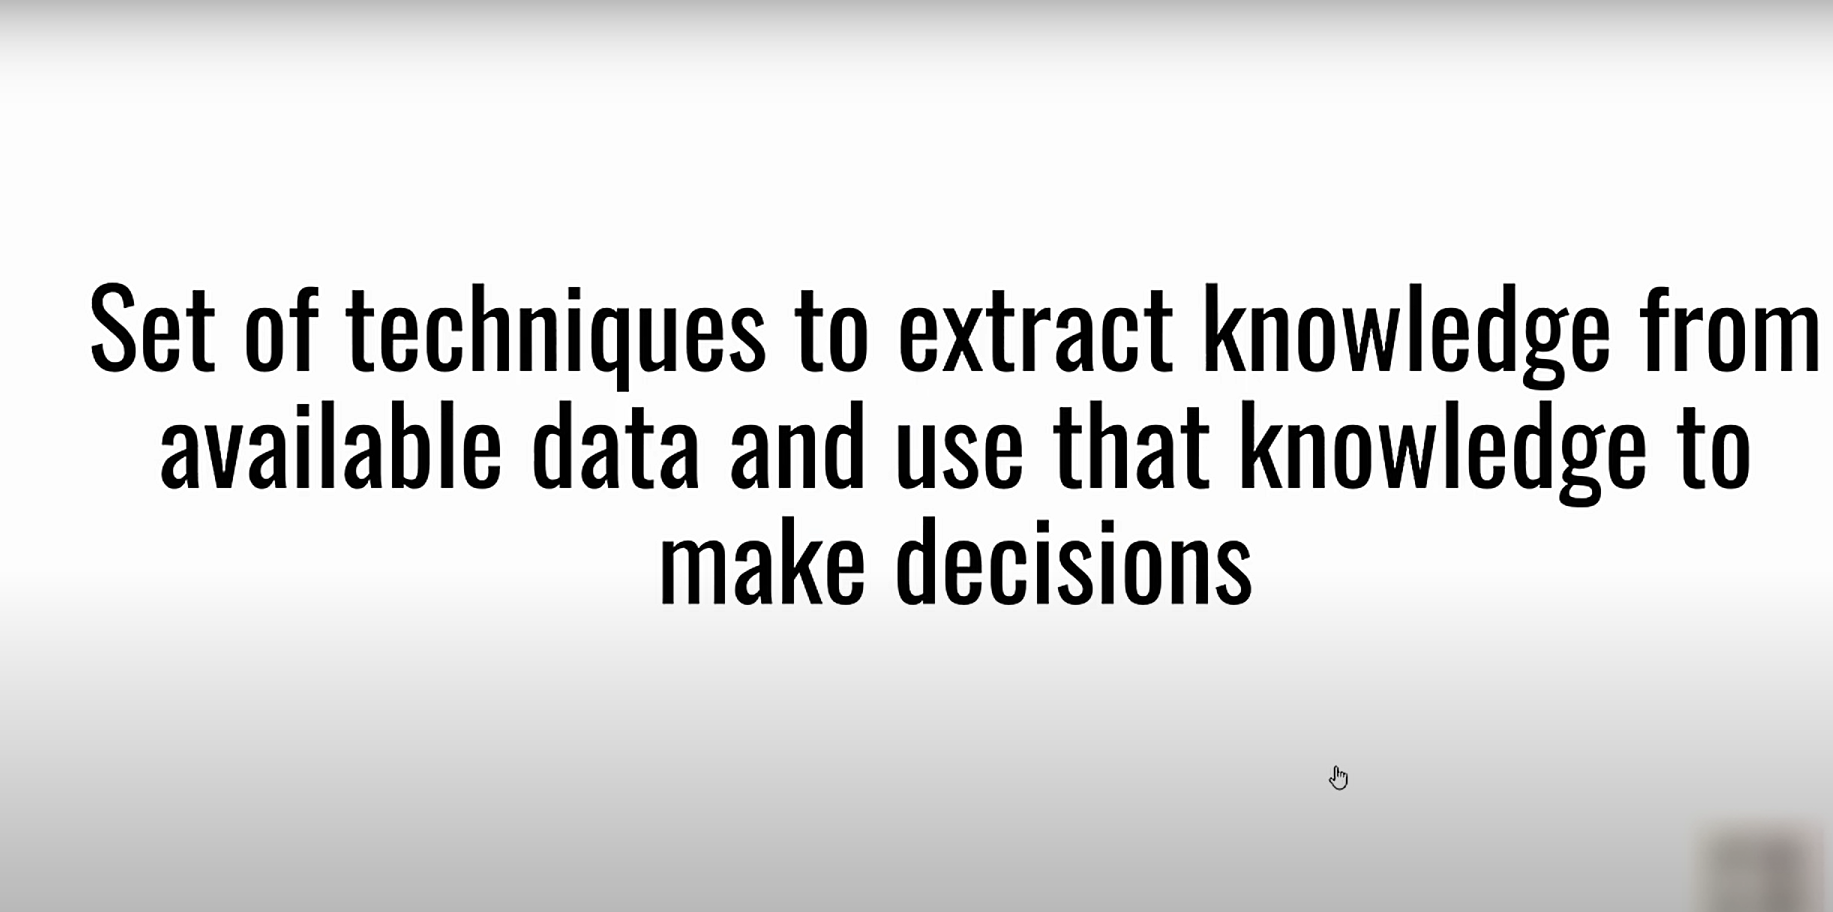 Set of techniques to extract knowledge from
available data and use that knowledge to
make decisions